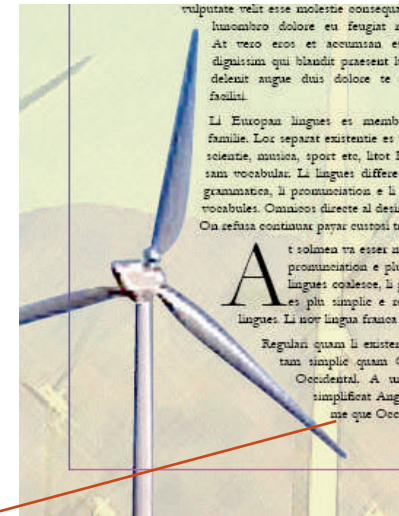 vulputate velit esse molestie consequa
lunombro dolore eu feugiat
At vero eros et accumsan e
dignissim qui blandit praesent l
delenit augue duis dolore te
facilisi.
Li Europan lingues es memb
familie. Lor separat existentie es
scientie, musica, sport etc, litot
sam vocabular. Li lingues differe
grammatica, li pronunciation e li
vocabules. Omnicos directe al desi
On refusa continuar payar custosi t
At solmen va esser
pronunciation e plu
lingues coalesce, li
es plu simplic e
lingues. Li nov lingua franca
Regulari quam li existe
tam simplic quam
Occidental. A
simplificat Ang
me que Occ